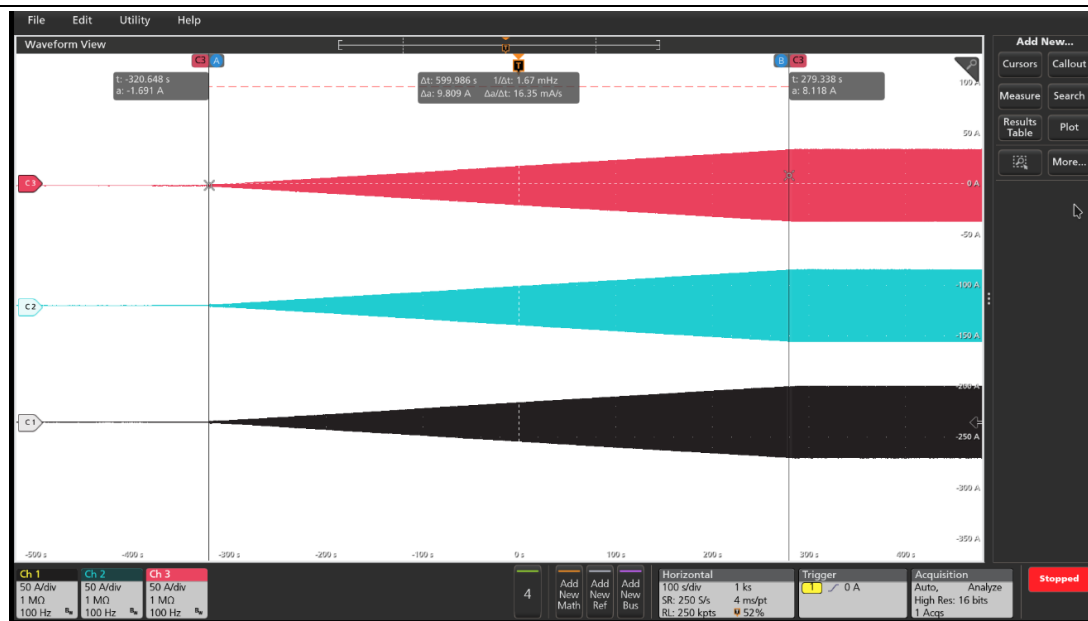 File Edit Utility Help
Waveform View
Add New...
C3 A
B C3
T
T
t: -320.648 s
a: -1.691 A
Δt: 599.986 s 1/Δt: 1.67 mHz
Δa: 9.809 A Δa/Δt: 16.35 mA/s
t: 279.338 s
a: 8.118 A
Cursors Callout
Measure Search
Results Table Plot
More...
100 A
50 A
C3
0 A
-50 A
-100 A
C2
-150 A
-200 A
C1
-250 A
-300 A
-350 A
-500 s -400 s -300 s -200 s -100 s 0 s 100 s 200 s 300 s 400 s
Ch 1
50 A/div
1 MΩ
100 Hz
Ch 2
50 A/div
1 MΩ
100 Hz
Ch 3
50 A/div
1 MΩ
100 Hz
4
Add New Math
Add New Ref
Add New Bus
Horizontal
100 s/div 1 ks
SR: 250 S/s 4 ms/pt
RL: 250 kpts 52%
Trigger
1 0 A
Acquisition
Auto, Analyze
High Res: 16 bits
1 Acqs
Stopped